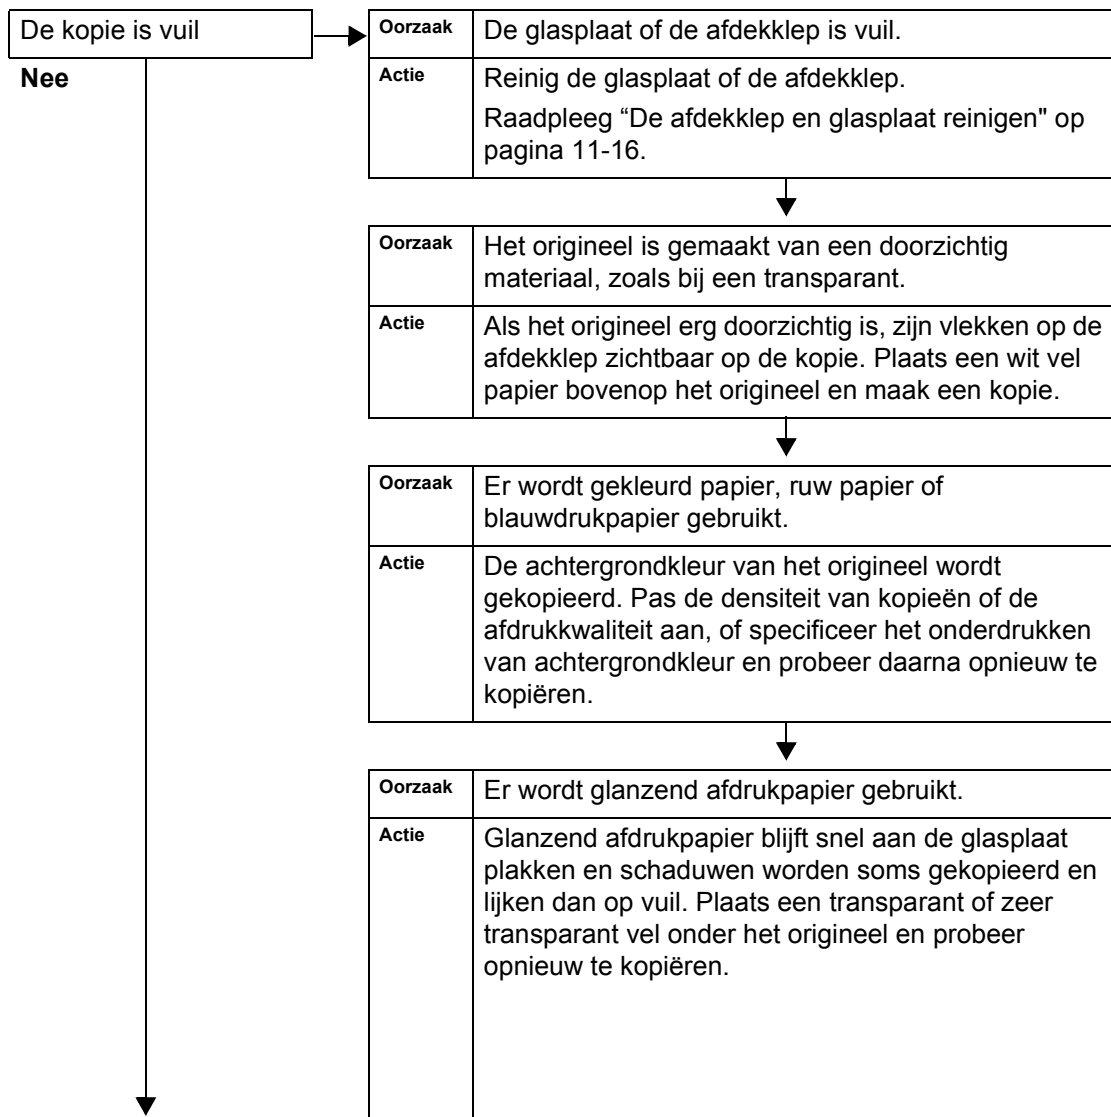 De kopie is vuil
Nee
Oorzaak De glasplaat of de afdekklep is vuil.
Actie Reinig de glasplaat of de afdekklep.
Raadpleeg “De afdekklep en glasplaat reinigen" op
pagina 11-16.
Oorzaak Het origineel is gemaakt van een doorzichtig
materiaal, zoals bij een transparant.
Actie Als het origineel erg doorzichtig is, zijn vlekken op de
afdekklep zichtbaar op de kopie. Plaats een wit vel
papier bovenop het origineel en maak een kopie.
Oorzaak Er wordt gekleurd papier, ruw papier of
blauwdrukpapier gebruikt.
Actie De achtergrondkleur van het origineel wordt
gekopieerd. Pas de densiteit van kopieën of de
afdrukkwaliteit aan, of specificeer het onderdrukken
van achtergrondkleur en probeer daarna opnieuw te
kopiëren.
Oorzaak Er wordt glanzend afdrukpapier gebruikt.
Actie Glanzend afdrukpapier blijft snel aan de glasplaat
plakken en schaduwen worden soms gekopieerd en
lijken dan op vuil. Plaats een transparant of zeer
transparant vel onder het origineel en probeer
opnieuw te kopiëren.